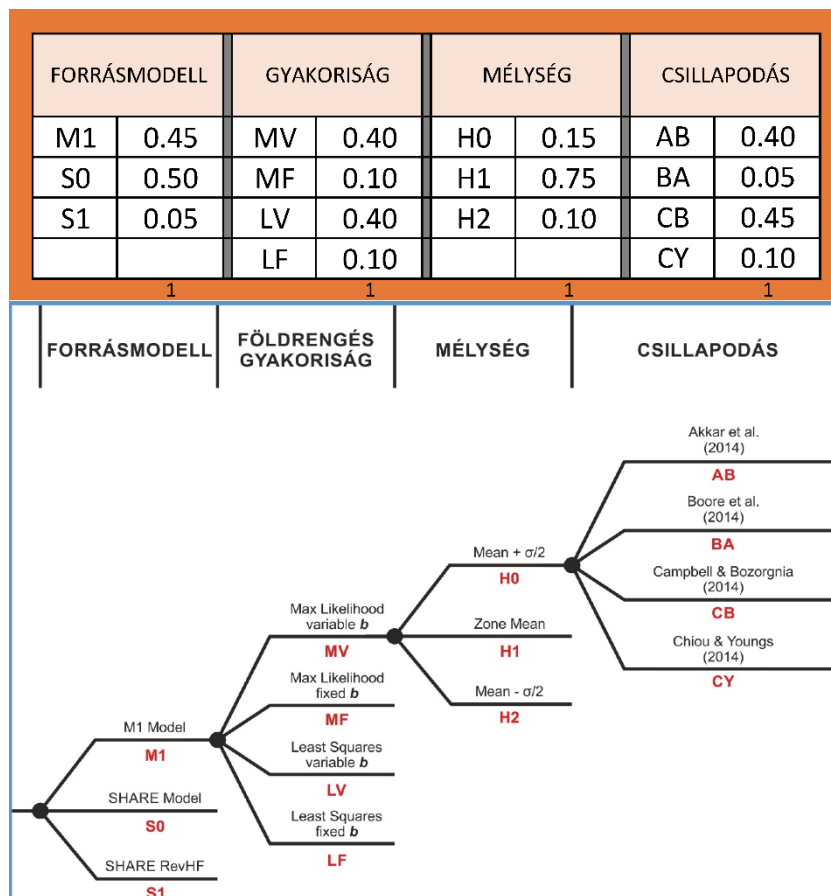 FORRÁSMODELL GYAKORISÁG MÉLYSÉG CSILLAPODÁS
M1 0.45 MV 0.40 H0 0.15 AB 0.40
S0 0.50 MF 0.10 H1 0.75 BA 0.05
S1 0.05 LV 0.40 H2 0.10 CB 0.45
LF 0.10 CY 0.10
1 1 1 1
FORRÁSMODELL
FÖLDRENGÉS
GYAKORISÁG
MÉLYSÉG
CSILLAPODÁS
Akkar et al.
(2014)
AB
Boore et al.
(2014)
BA
Campbell & Bozorgnia
(2014)
CB
Chiou & Youngs
(2014)
CY
Mean + σ/2
H0
Zone Mean
H1
Mean - σ/2
H2
Max Likelihood
variable b
MV
Max Likelihood
fixed b
MF
Least Squares
variable b
LV
Least Squares
fixed b
LF
M1 Model
M1
SHARE Model
S0
SHARE RevHF
S1